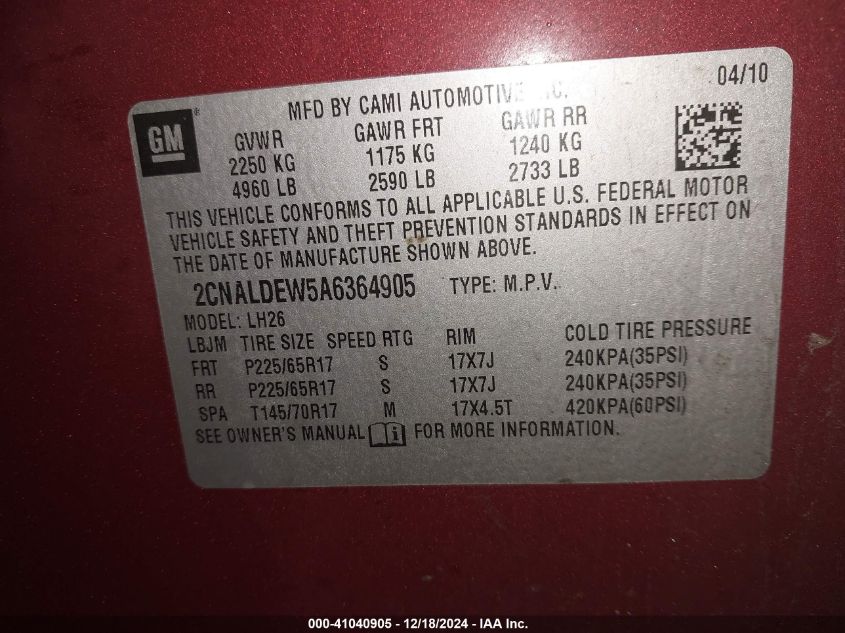 04/10
GM ®
MFD BY CAMI AUTOMOTIVE INC.
GVWR GAWR FRT GAWR RR
2250 KG 1175 KG 1240 KG
4960 LB 2590 LB 2733 LB
THIS VEHICLE CONFORMS TO ALL APPLICABLE U.S. FEDERAL MOTOR
VEHICLE SAFETY AND THEFT PREVENTION STANDARDS IN EFFECT ON
THE DATE OF MANUFACTURE SHOWN ABOVE.
2CNALDEW5A6364905 TYPE: M.P.V.
MODEL: LH26
LBJM TIRE SIZE SPEED RTG RIM COLD TIRE PRESSURE
FRT P225/65R17 S 17X7J 240KPA(35PSI)
RR P225/65R17 S 17X7J 240KPA(35PSI)
SPA T145/70R17 M 17X4.5T 420KPA(60PSI)
SEE OWNER'S MANUAL i FOR MORE INFORMATION.
000-41040905 - 12/18/2024 - IAA Inc.